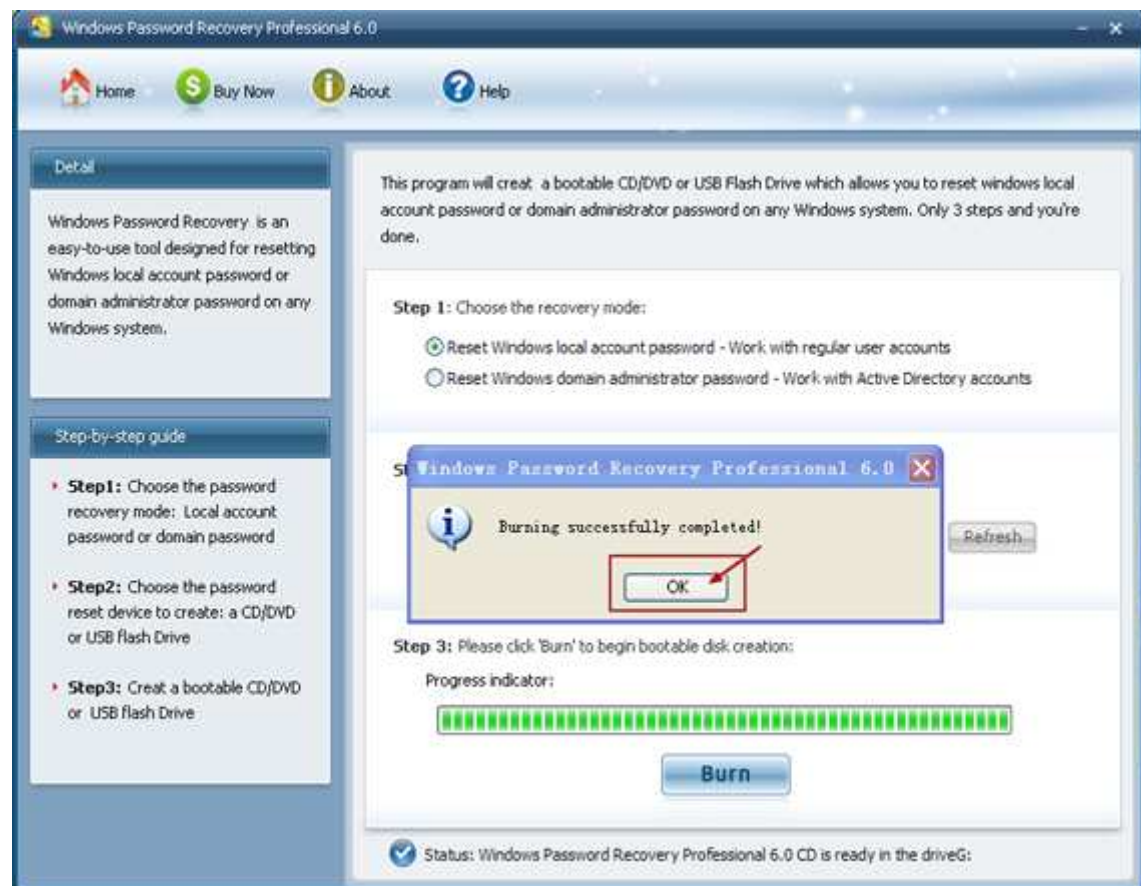 Windows Password Recovery Professional 6.0
Home
Buy Now
About
Help
Detail
Windows Password Recovery is an
easy-to-use tool designed for resetting
Windows local account password or
domain administrator password on any
Windows system.
Step-by-step guide
Step1: Choose the password
recovery mode: Local account
password or domain password
Step2: Choose the password
reset device to create: a CD/DVD
or USB flash Drive
Step3: Creat a bootable CD/DVD
or USB flash Drive
This program will creat a bootable CD/DVD or USB Flash Drive which allows you to reset windows local
account password or domain administrator password on any Windows system. Only 3 steps and you're
done.
Step 1: Choose the recovery mode:
Reset Windows local account password - Work with regular user accounts
Reset Windows domain administrator password - Work with Active Directory accounts
Windows Password Recovery Professional 6.0
Burning successfully completed!
OK
Refresh
Step 3: Please click 'Burn' to begin bootable disk creation:
Progress indicator:
Burn
Status: Windows Password Recovery Professional 6.0 CD is ready in the driveG: